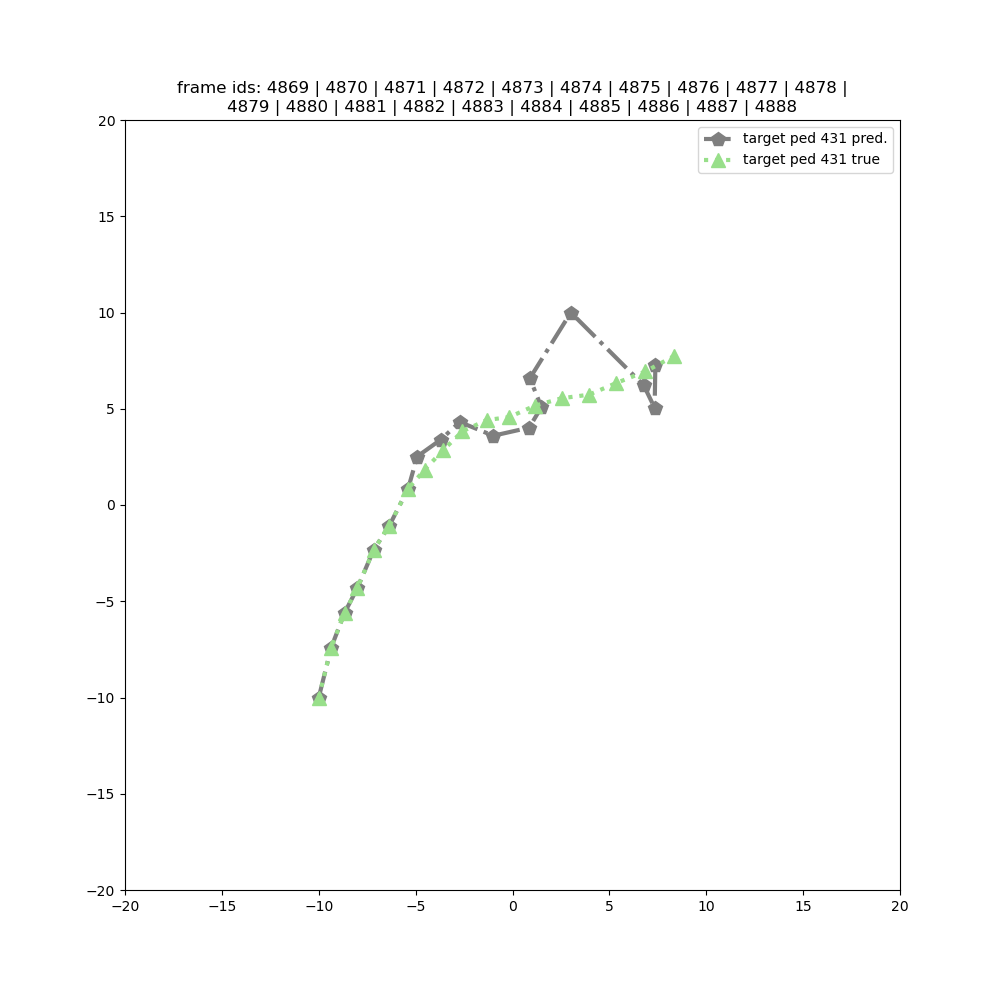 frame ids: 4869 | 4870 | 4871 | 4872 | 4873 | 4874 | 4875 | 4876 | 4877 | 4878 |
4879 | 4880 | 4881 | 4882 | 4883 | 4884 | 4885 | 4886 | 4887 | 4888
target ped 431 pred.
target ped 431 true
20
15
10
5
0
−5
−10
−15
−20
−20 −15 −10 −5 0 5 10 15 20